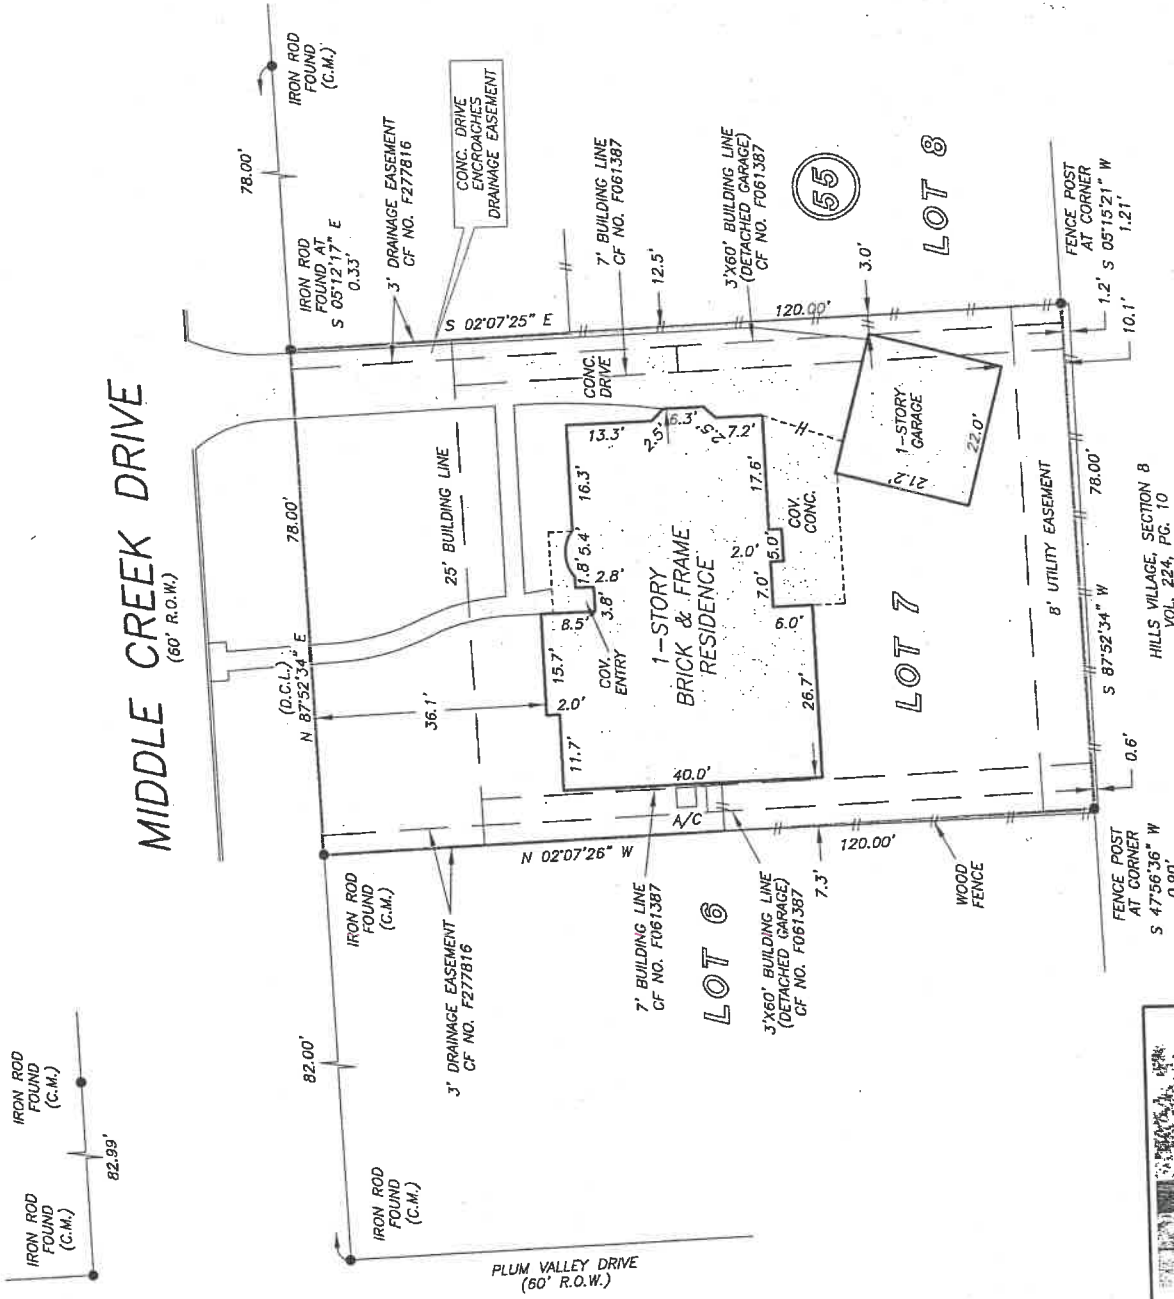 MIDDLE CREEK DRIVE
(60' R.O.W.)
IRON ROD
FOUND
(C.M.)
IRON ROD
FOUND
(C.M.)
82.99'
IRON ROD
FOUND
(C.M.)
78.00'
IRON ROD
FOUND AT
S 05°12'17" E
0.33'
3' DRAINAGE EASEMENT
CF NO. F277816
CONC. DRIVE
ENCROACHES
DRAINAGE EASEMENT
(D.C.L.)
N 87°52'34" E
78.00'
25' BUILDING LINE
36.1'
S 02°07'25" E
7' BUILDING LINE
CF NO. F061387
12.5'
3'X60' BUILDING LINE
(DETACHED GARAGE)
CF NO. F061387
55
120.00'
3.0'
LOT 8
CONC.
DRIVE
13.3'
2.5'
6.3'
2.5'
7.2'
16.3'
5.4'
1.8'
2.8'
3.8'
8.5'
15.7'
2.0'
11.7'
COV.
ENTRY
1-STORY
BRICK & FRAME
RESIDENCE
17.6'
2.0'
5.0'
7.0'
6.0'
26.7'
40.0'
COV.
CONC.
1-STORY
GARAGE
22.0'
21.2'
A/C
LOT 7
8' UTILITY EASEMENT
FENCE POST
AT CORNER
S 05°15'21" W
1.21'
1.2'
10.1'
78.00'
S 87°52'34" W
HILLS VILLAGE, SECTION 8
VOL. 224, PG. 10
0.6'
FENCE POST
AT CORNER
S 47°56'36" W
0.90'
WOOD
FENCE
120.00'
7.3'
N 02°07'26" W
IRON ROD
FOUND
(C.M.)
3' DRAINAGE EASEMENT
CF NO. F277816
7' BUILDING LINE
CF NO. F061387
LOT 6
3'X60' BUILDING LINE
(DETACHED GARAGE)
CF NO. F061387
82.00'
IRON ROD
FOUND
(C.M.)
PLUM VALLEY DRIVE
(60' R.O.W.)